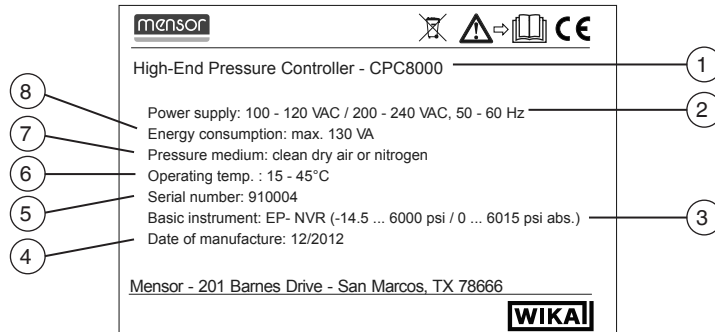 mensor
CE
High-End Pressure Controller - CPC8000
1
Power supply: 100 - 120 VAC / 200 - 240 VAC, 50 - 60 Hz
2
8
Energy consumption: max. 130 VA
7
Pressure medium: clean dry air or nitrogen
6
Operating temp. : 15 - 45°C
5
Serial number: 910004
Basic instrument: EP- NVR (-14.5 ... 6000 psi / 0 ... 6015 psi abs.)
3
4
Date of manufacture: 12/2012
Mensor - 201 Barnes Drive - San Marcos, TX 78666
WIKA